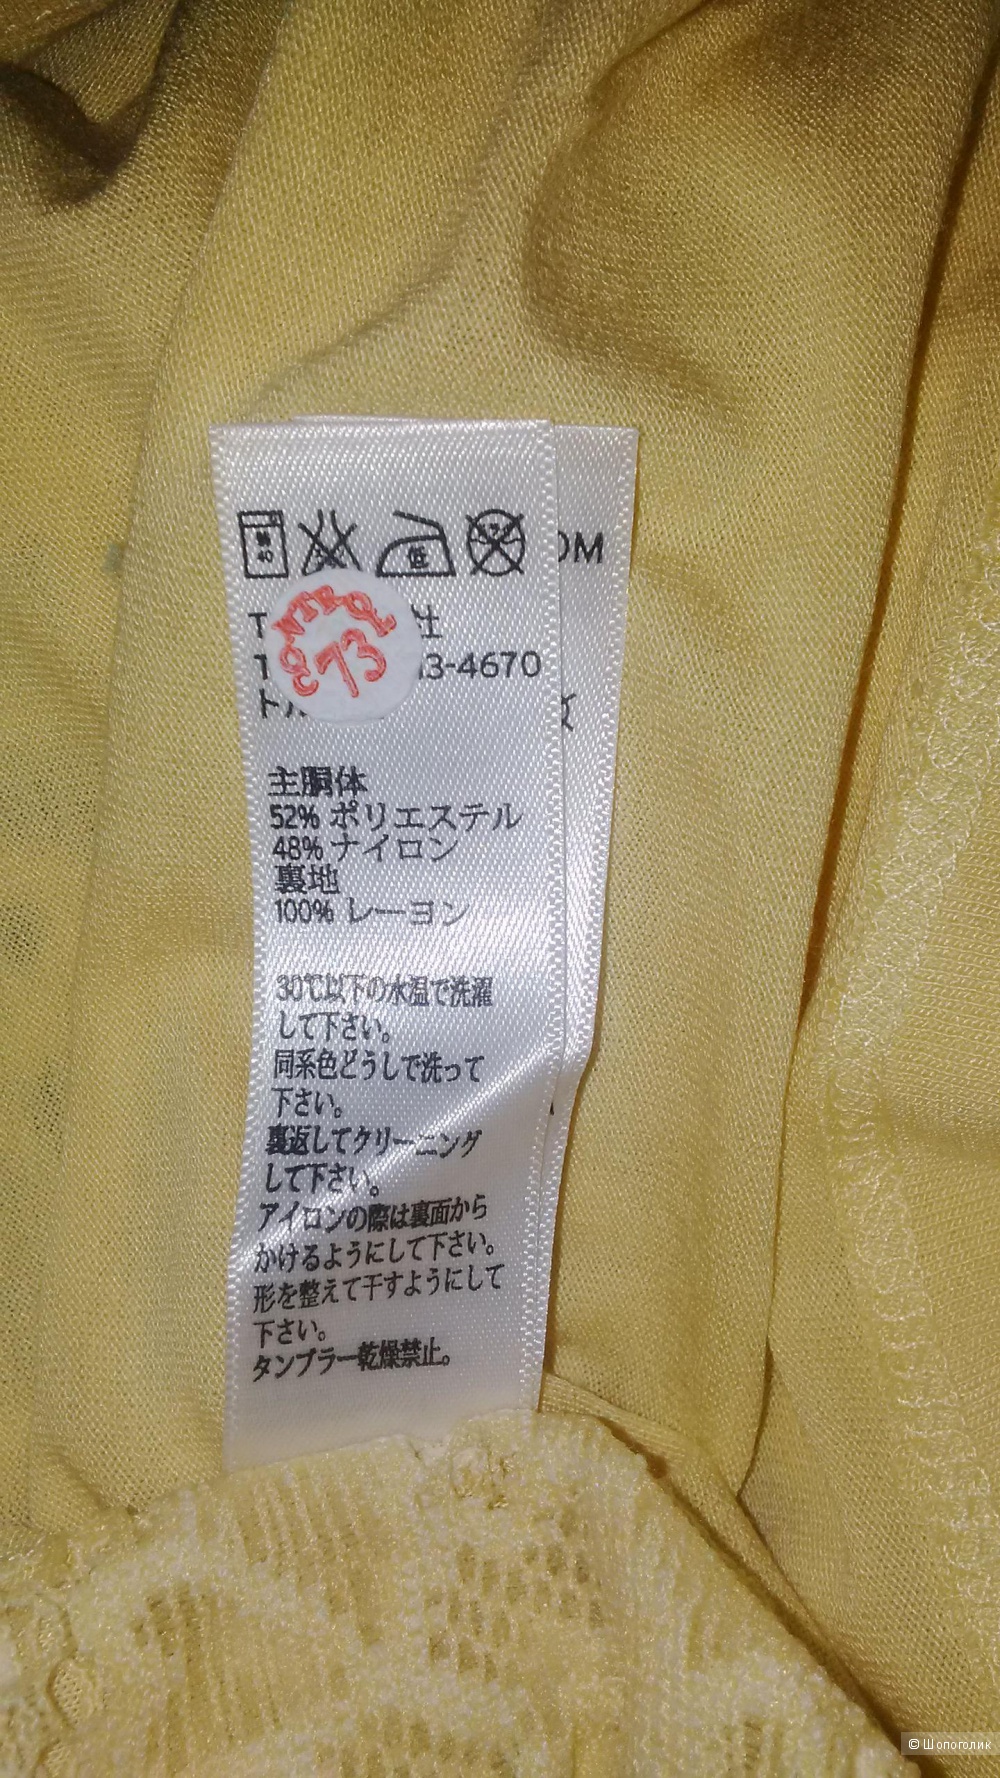 弱
40
低
OM
CONTROL
73
T 社
T 13-4670
トル
主胴体
52% ポリエステル
48% ナイロン
裏地
100% レーヨン
30℃以下の水温で洗濯
して下さい。
同系色どうしで洗って
下さい。
裏返してクリーニング
して下さい。
アイロンの際は裏面から
かけるようにして下さい。
形を整えて干すようにして
下さい。
タンブラー乾燥禁止。
© Шопоголик